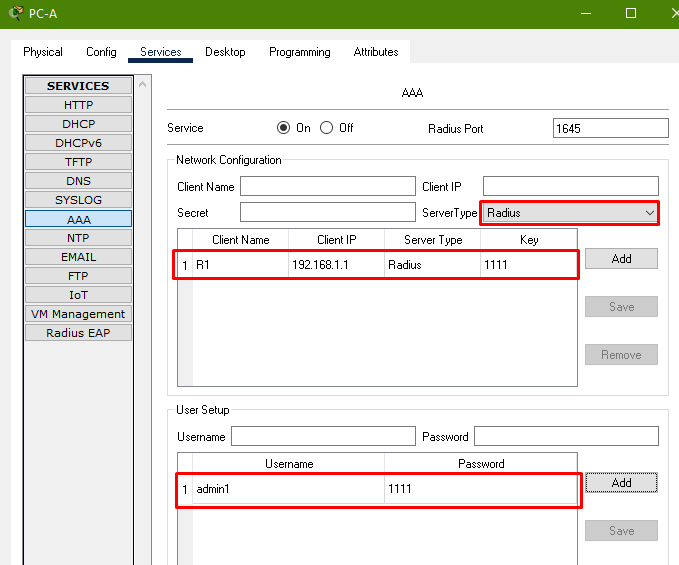 PC-A
Physical Config Services Desktop Programming Attributes
SERVICES
HTTP
DHCP
DHCPv6
TFTP
DNS
SYSLOG
AAA
NTP
EMAIL
FTP
IoT
VM Management
Radius EAP
AAA
Service On Off Radius Port 1645
Network Configuration
Client Name Client IP
Secret ServerType Radius
Client Name Client IP Server Type Key
1 R1 192.168.1.1 Radius 1111
Add
Save
Remove
User Setup
Username Password
Username Password
1 admin1 1111
Add
Save